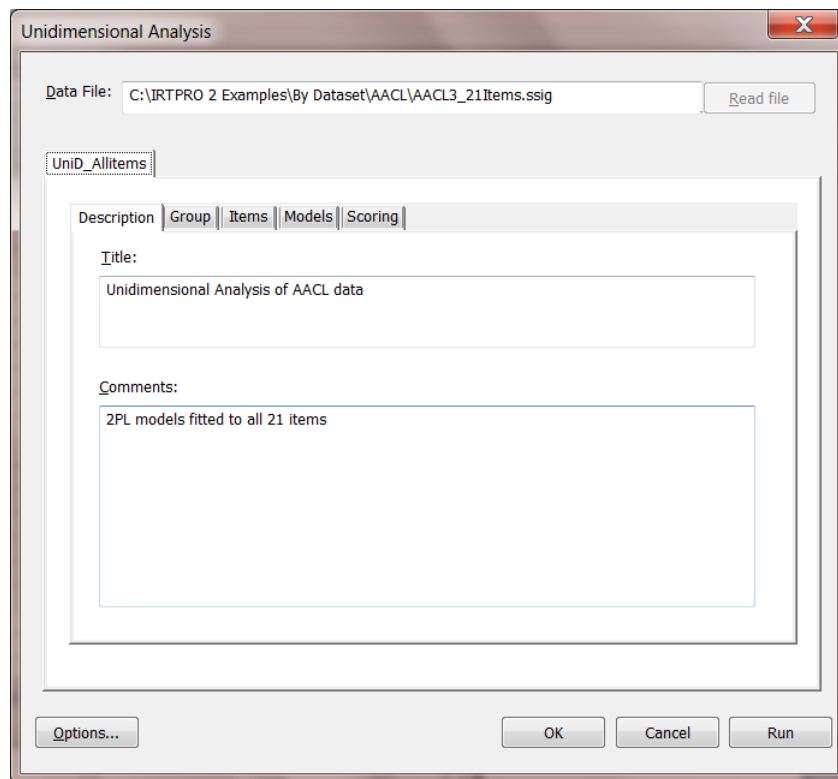 Unidimensional Analysis
Data File: C:\IRTPRO 2 Examples\By Dataset\AACL\AACL3_21Items.ssig Read file
UniD_Allitems
Description Group Items Models Scoring
Title:
Unidimensional Analysis of AACL data
Comments:
2PL models fitted to all 21 items
Options... OK Cancel Run